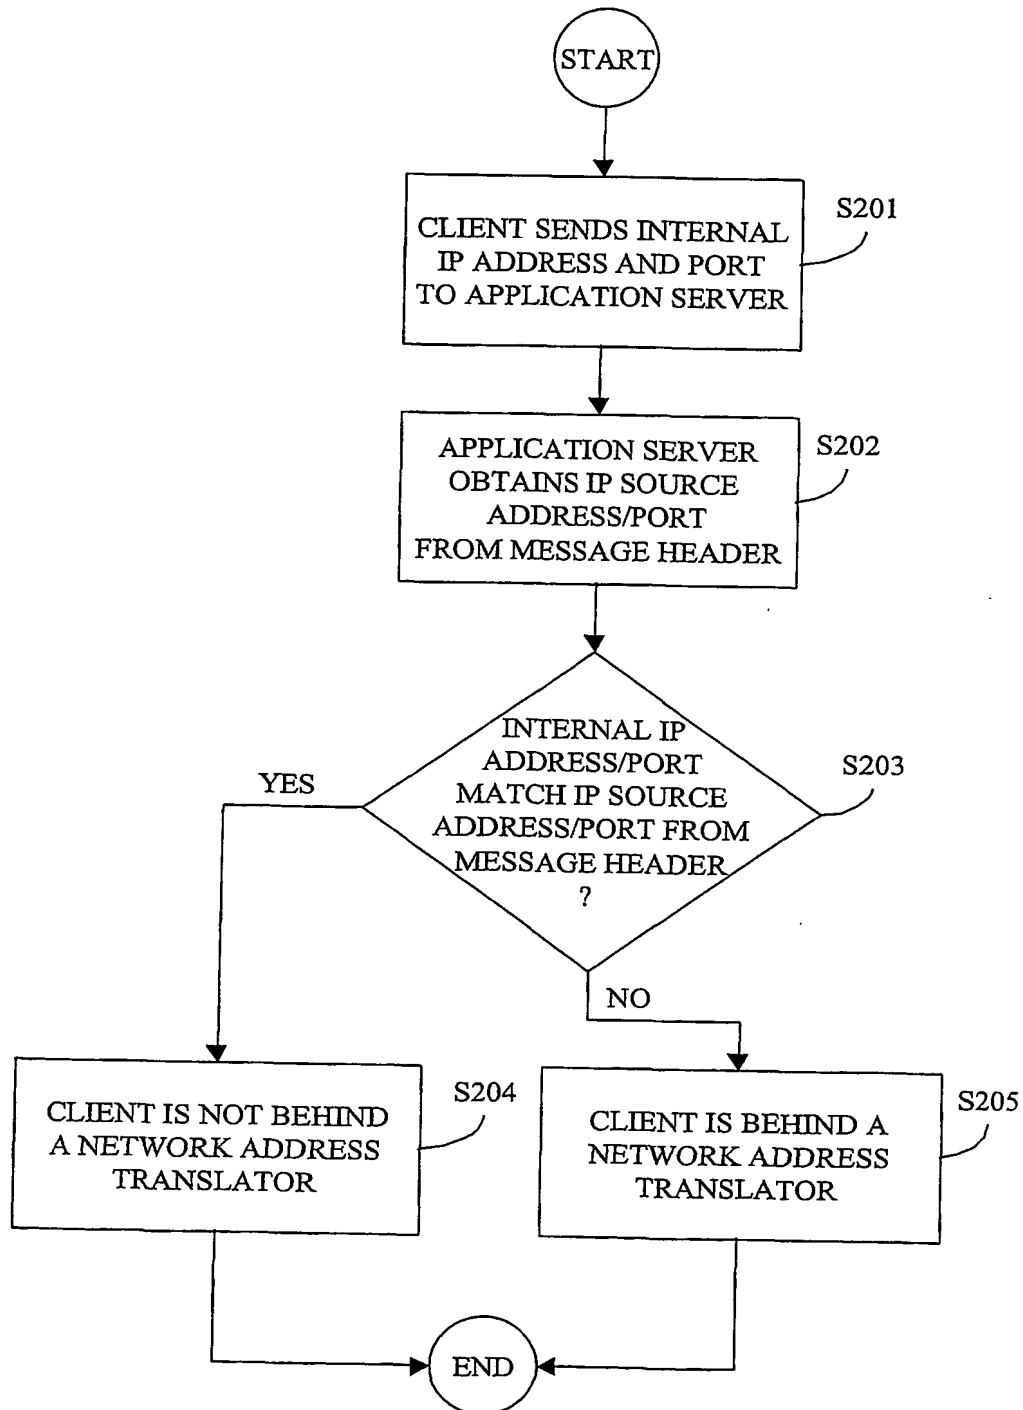 START
CLIENT SENDS INTERNAL
IP ADDRESS AND PORT
TO APPLICATION SERVER
S201
APPLICATION SERVER
OBTAINS IP SOURCE
ADDRESS/PORT
FROM MESSAGE HEADER
S202
INTERNAL IP
ADDRESS/PORT
MATCH IP SOURCE
ADDRESS/PORT FROM
MESSAGE HEADER
?
S203
YES
NO
CLIENT IS NOT BEHIND
A NETWORK ADDRESS
TRANSLATOR
S204
CLIENT IS BEHIND A
NETWORK ADDRESS
TRANSLATOR
S205
END